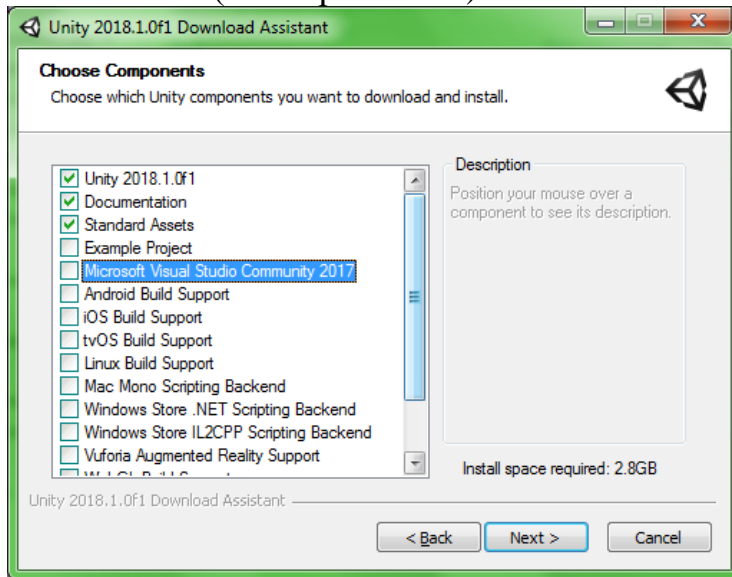 Unity 2018.1.0f1 Download Assistant
Choose Components
Choose which Unity components you want to download and install.
Unity 2018.1.0f1
Documentation
Standard Assets
Example Project
Microsoft Visual Studio Community 2017
Android Build Support
iOS Build Support
tvOS Build Support
Linux Build Support
Mac Mono Scripting Backend
Windows Store .NET Scripting Backend
Windows Store IL2CPP Scripting Backend
Vuforia Augmented Reality Support
Description
Position your mouse over a
component to see its description.
Install space required: 2.8GB
Unity 2018.1.0f1 Download Assistant
< Back
Next >
Cancel